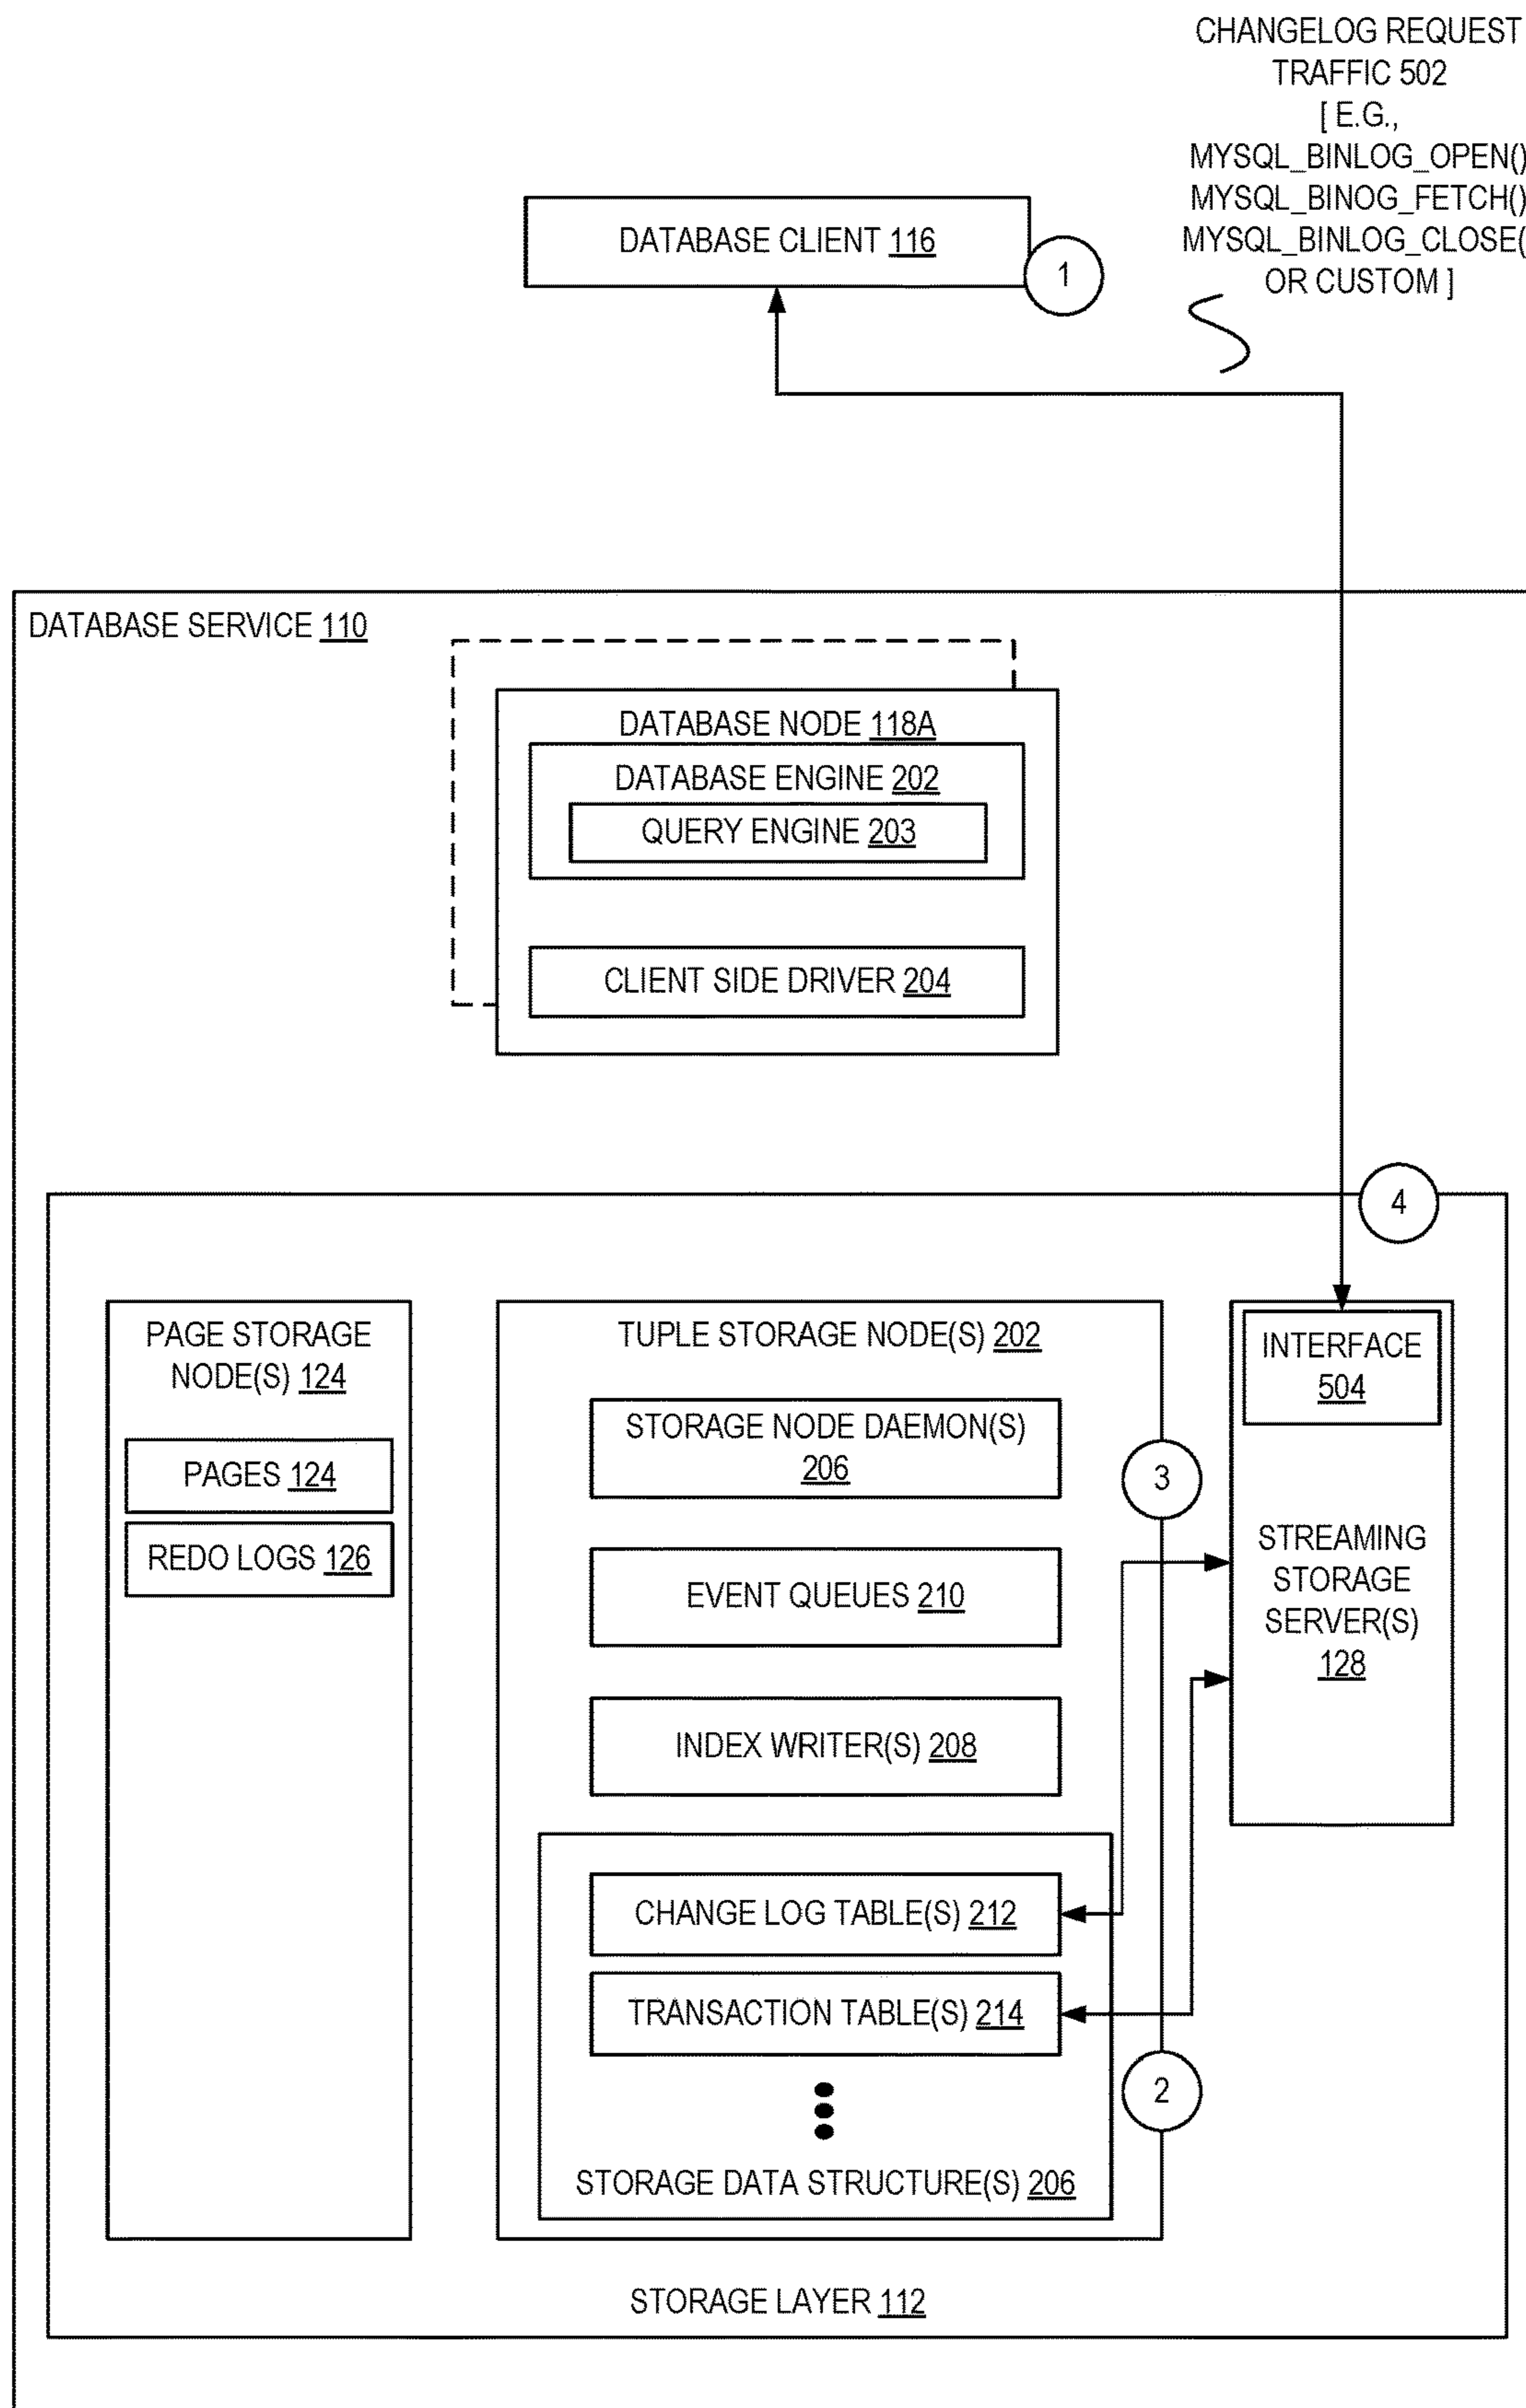 CHANGELOG REQUEST
TRAFFIC 502
[ E.G.,
MYSQL_BINLOG_OPEN()
MYSQL_BINOG_FETCH()
MYSQL_BINLOG_CLOSE(
OR CUSTOM ]
DATABASE CLIENT 116
1
DATABASE SERVICE 110
DATABASE NODE 118A
DATABASE ENGINE 202
QUERY ENGINE 203
CLIENT SIDE DRIVER 204
4
PAGE STORAGE
NODE(S) 124
PAGES 124
REDO LOGS 126
TUPLE STORAGE NODE(S) 202
STORAGE NODE DAEMON(S)
206
3
EVENT QUEUES 210
INDEX WRITER(S) 208
CHANGE LOG TABLE(S) 212
TRANSACTION TABLE(S) 214
2
STORAGE DATA STRUCTURE(S) 206
INTERFACE
504
STREAMING
STORAGE
SERVER(S)
128
STORAGE LAYER 112